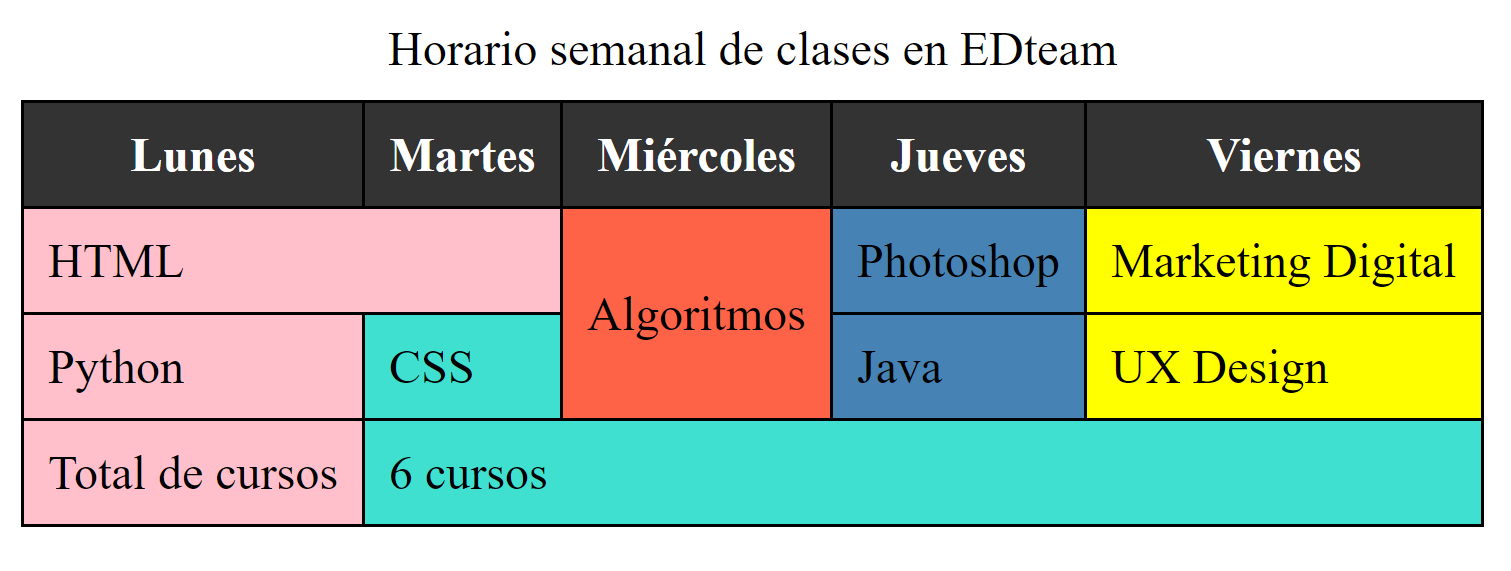 Horario semanal de clases en EDteam
Lunes Martes Miércoles Jueves Viernes
HTML Algoritmos Photoshop Marketing Digital
Python CSS Java UX Design
Total de cursos 6 cursos